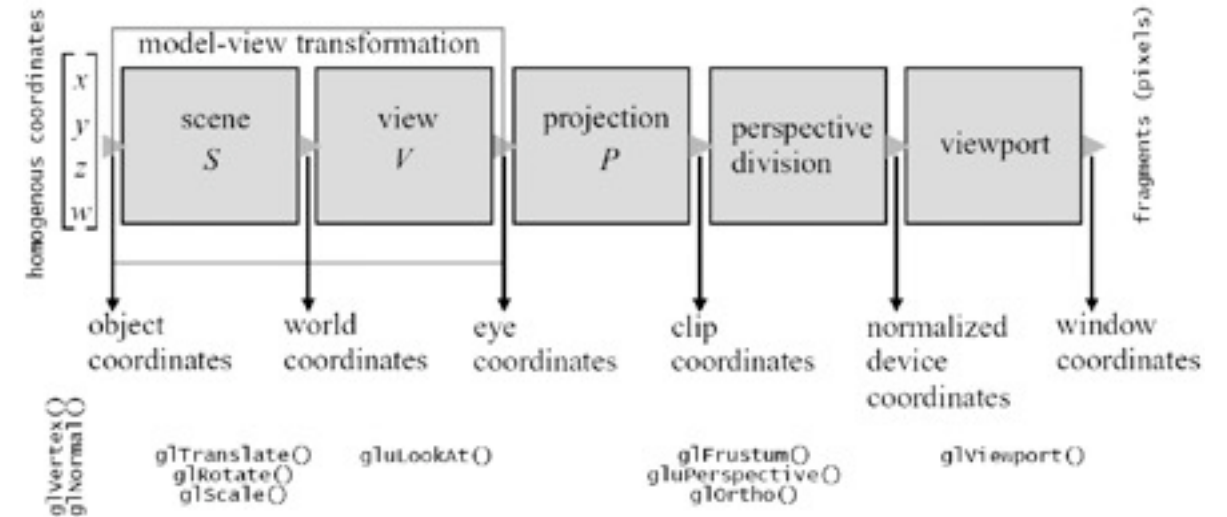 homogenous coordinates
model-view transformation
x
y
z
w
scene
S
view
V
projection
P
perspective
division
viewport
fragments (pixels)
object
coordinates
world
coordinates
eye
coordinates
clip
coordinates
normalized
device
coordinates
window
coordinates
glVertex()
glNormal()
glTranslate()
glRotate()
glScale()
gluLookAt()
glFrustum()
gluPerspective()
glOrtho()
glViewport()